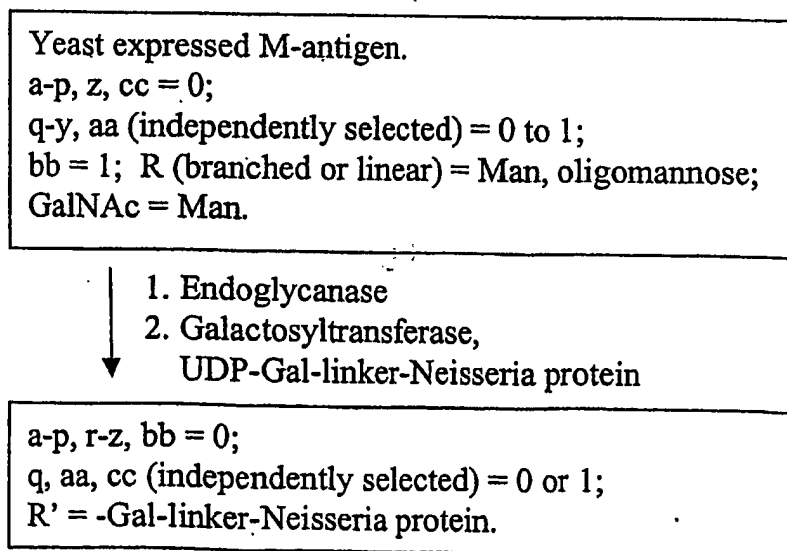 Yeast expressed M-antigen.
a-p, z, cc = 0;
q-y, aa (independently selected) = 0 to 1;
bb = 1; R (branched or linear) = Man, oligomannose;
GalNAc = Man.
1. Endoglycanase
2. Galactosyltransferase,
UDP-Gal-linker-Neisseria protein
a-p, r-z, bb = 0;
q, aa, cc (independently selected) = 0 or 1;
R' = -Gal-linker-Neisseria protein.